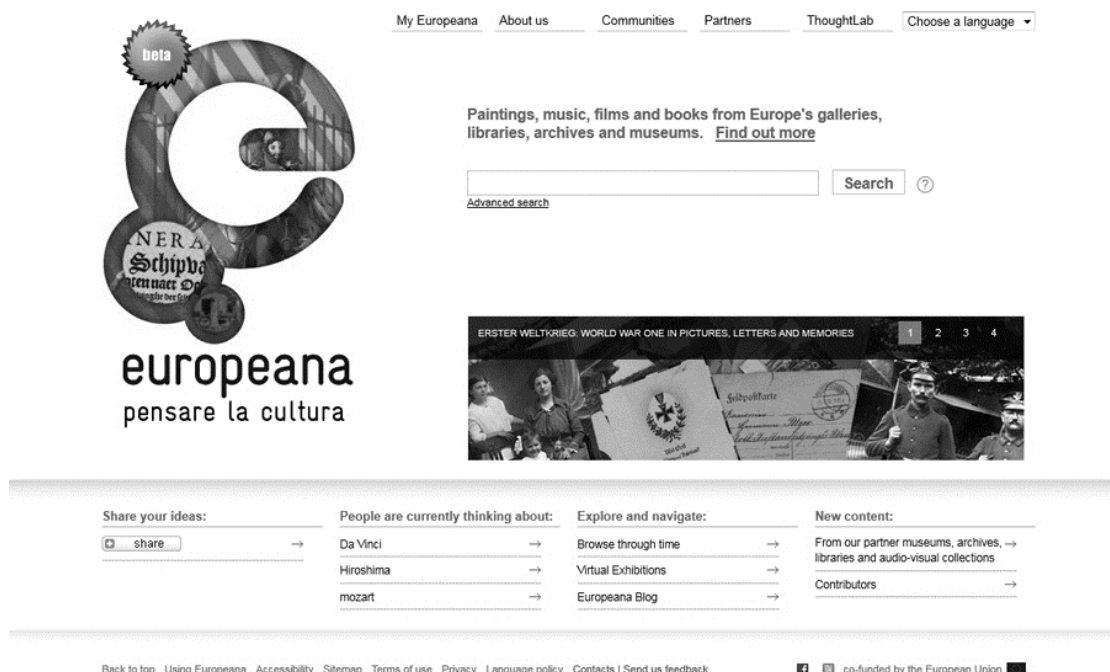 My Europeana About us Communities Partners ThoughtLab Choose a language
beta
Paintings, music, films and books from Europe's galleries,
libraries, archives and museums. Find out more
Search ?
Advanced search
NERA
Schipva
europeana
pensare la cultura
ERSTER WELTKRIEG: WORLD WAR ONE IN PICTURES, LETTERS AND MEMORIES 1 2 3 4
Feldpostkarte
Share your ideas:
share
People are currently thinking about:
Da Vinci
Hiroshima
mozart
Explore and navigate:
Browse through time
Virtual Exhibitions
Europeana Blog
New content:
From our partner museums, archives,
libraries and audio-visual collections
Contributors
Back to top Using Europeana Accessibility Sitemap Terms of use Privacy Language policy Contacts | Send us feedback co-funded by the European Union